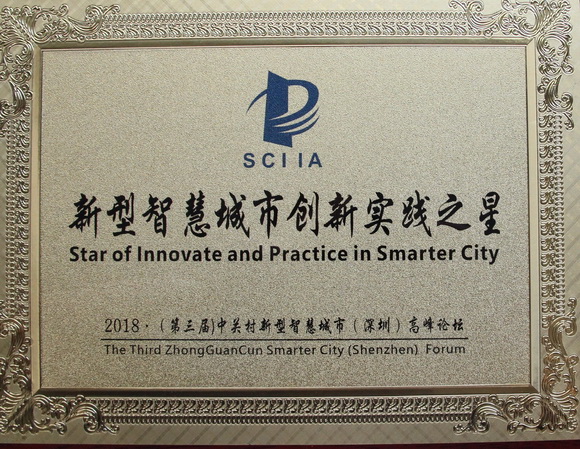 SCIIA
新型智慧城市创新实践之星
Star of Innovate and Practice in Smarter City
2018·(第三届)中关村新型智慧城市(深圳)高峰论坛
The Third ZhongGuanCun Smarter City (Shenzhen) Forum